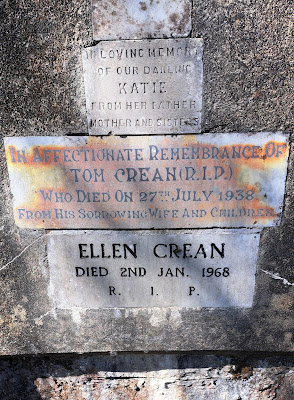 IN LOVING MEMORY
OF OUR DARLING
KATIE
FROM HER FATHER
MOTHER AND SISTERS
IN AFFECTIONATE REMEMBRANCE OF
TOM CREAN (R.I.P.)
WHO DIED ON 27TH JULY 1938.
FROM HIS SORROWING WIFE AND CHILDREN.
ELLEN CREAN
DIED 2ND JAN. 1968
R. I. P.